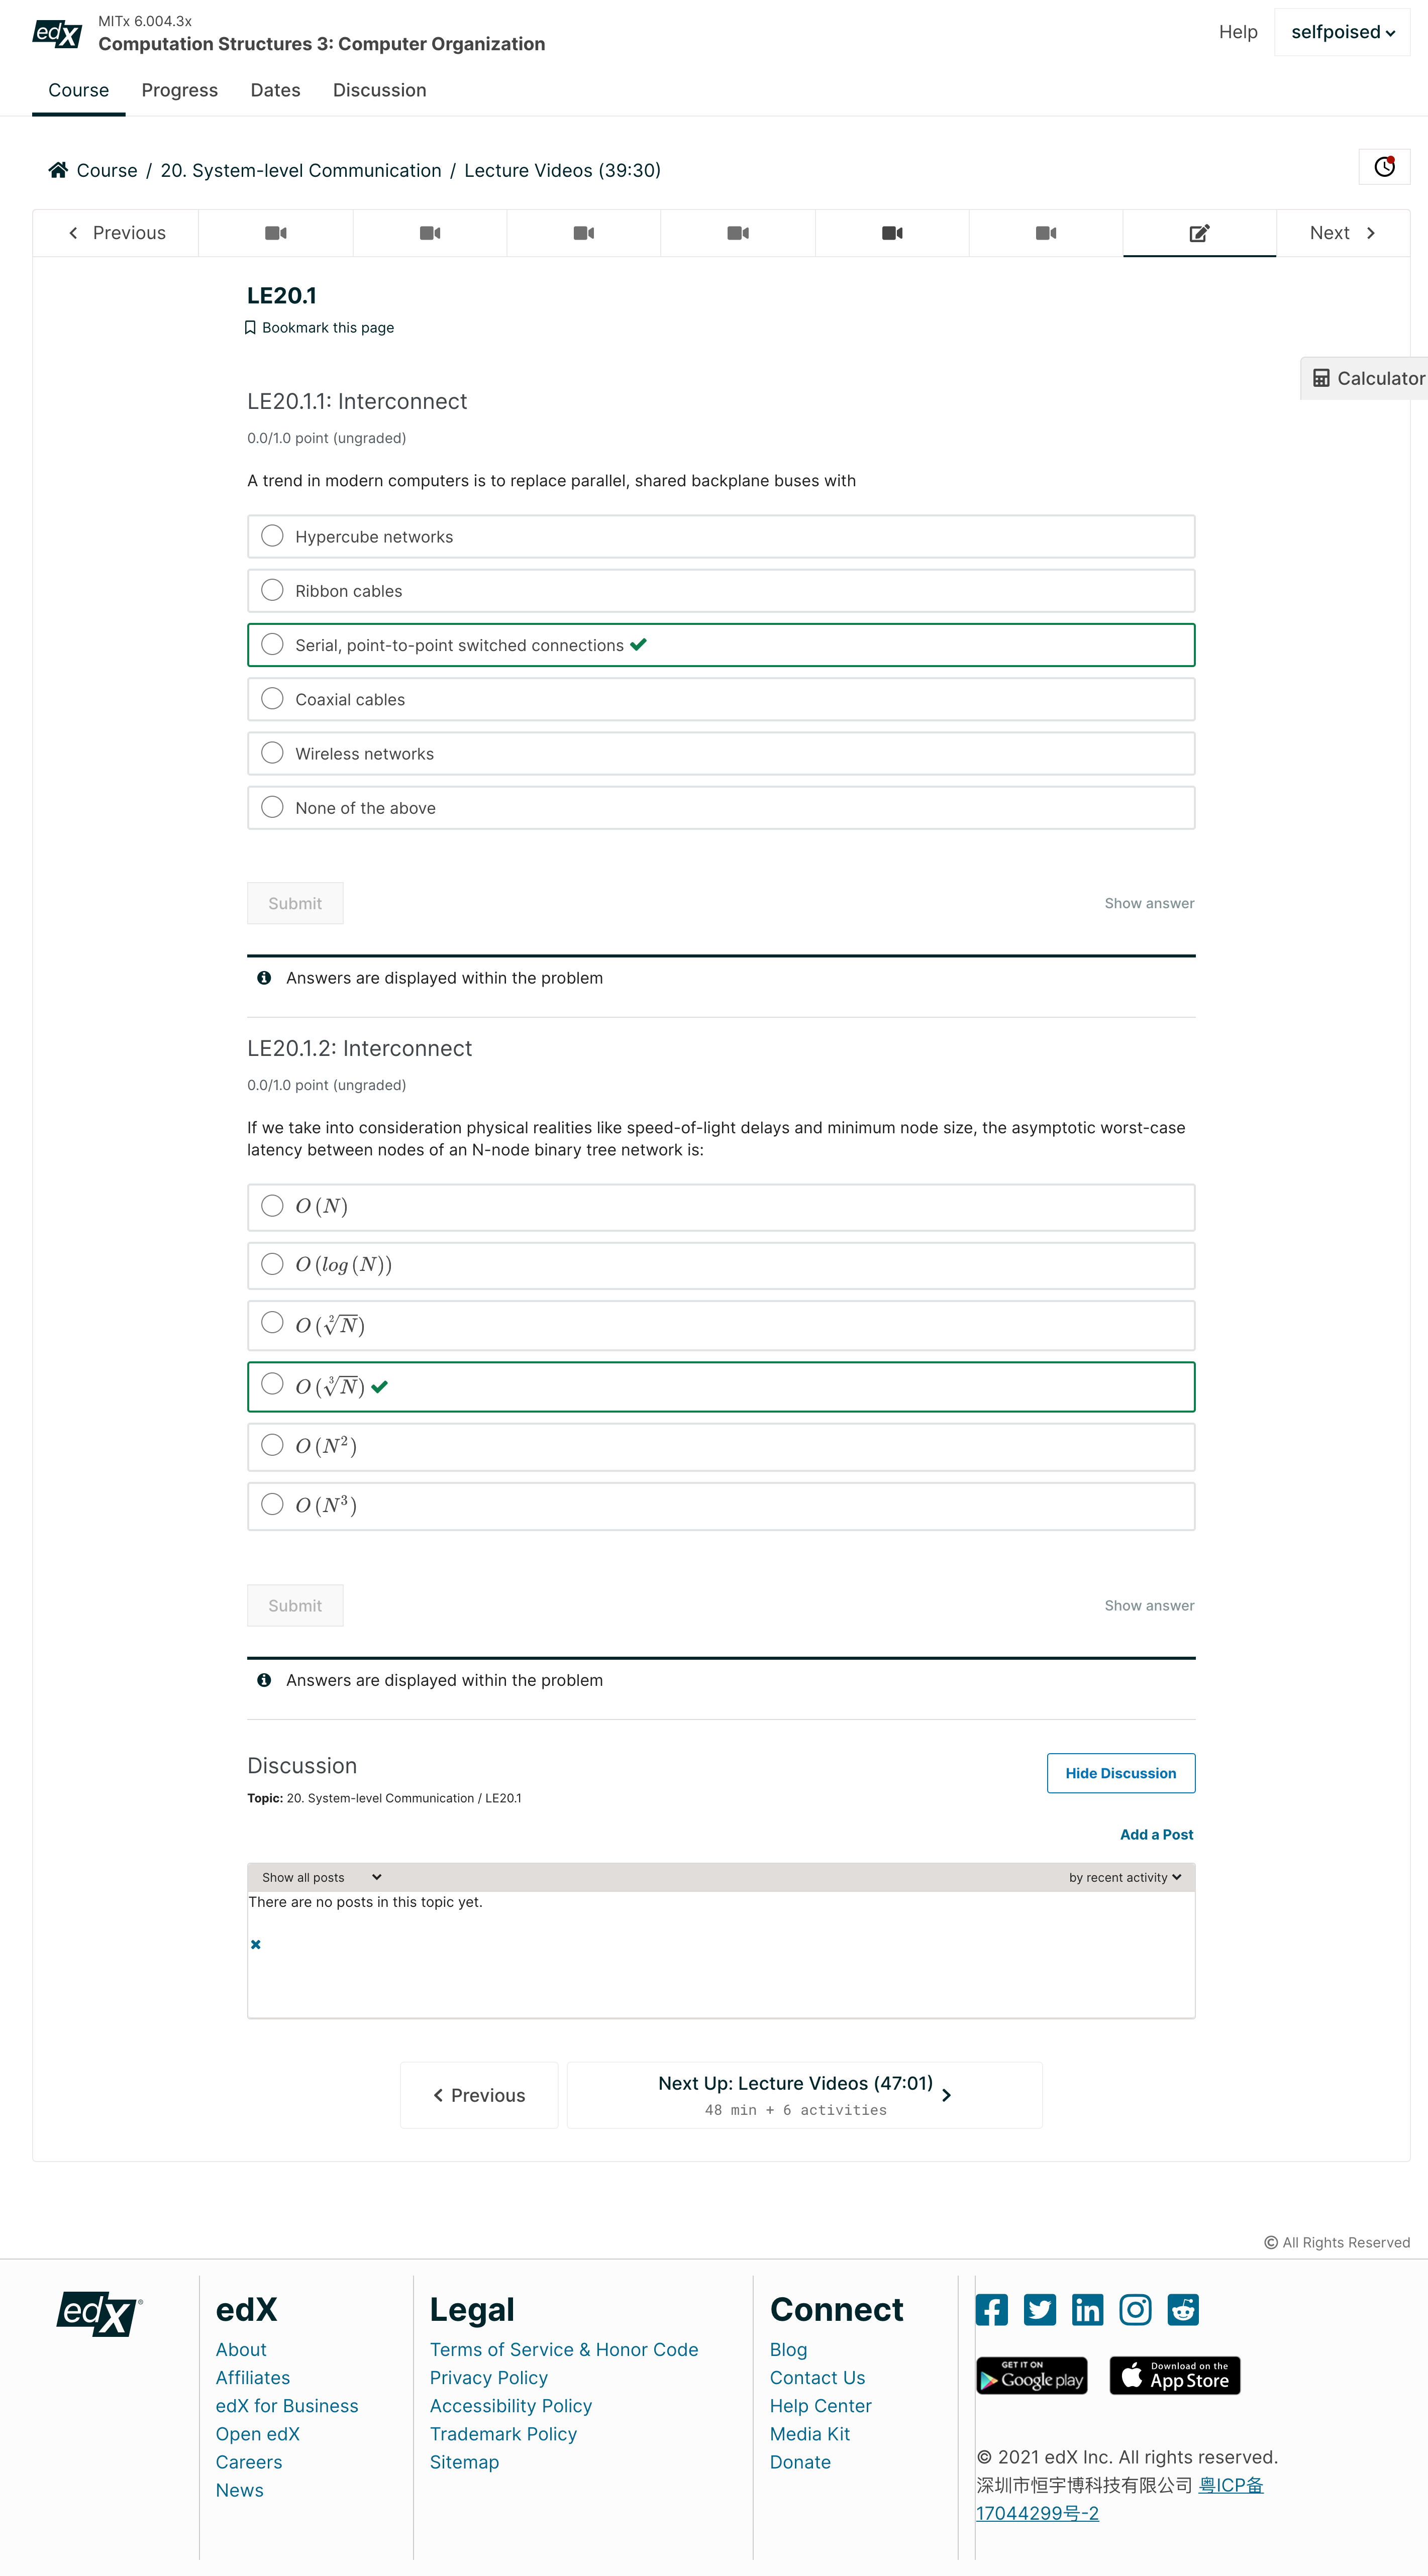 edX
MITx 6.004.3x
Computation Structures 3: Computer Organization
Help
selfpoised
Course
Progress
Dates
Discussion
Course / 20. System-level Communication / Lecture Videos (39:30)
Previous
Next
LE20.1
Bookmark this page
Calculator
LE20.1.1: Interconnect
0.0/1.0 point (ungraded)
A trend in modern computers is to replace parallel, shared backplane buses with
Hypercube networks
Ribbon cables
Serial, point-to-point switched connections
Coaxial cables
Wireless networks
None of the above
Submit
Show answer
Answers are displayed within the problem
LE20.1.2: Interconnect
0.0/1.0 point (ungraded)
If we take into consideration physical realities like speed-of-light delays and minimum node size, the asymptotic worst-case
latency between nodes of an N-node binary tree network is:
O (N)
O (log (N))
O (²√N)
O (³√N)
O (N²)
O (N³)
Submit
Show answer
Answers are displayed within the problem
Discussion
Hide Discussion
Topic: 20. System-level Communication / LE20.1
Add a Post
Show all posts
by recent activity
There are no posts in this topic yet.
Previous
Next Up: Lecture Videos (47:01)
48 min + 6 activities
© All Rights Reserved
edX®
edX
About
Affiliates
edX for Business
Open edX
Careers
News
Legal
Terms of Service & Honor Code
Privacy Policy
Accessibility Policy
Trademark Policy
Sitemap
Connect
Blog
Contact Us
Help Center
Media Kit
Donate
GET IT ON
Google play
Download on the
App Store
© 2021 edX Inc. All rights reserved.
深圳市恒宇博科技有限公司 粤ICP备
17044299号-2